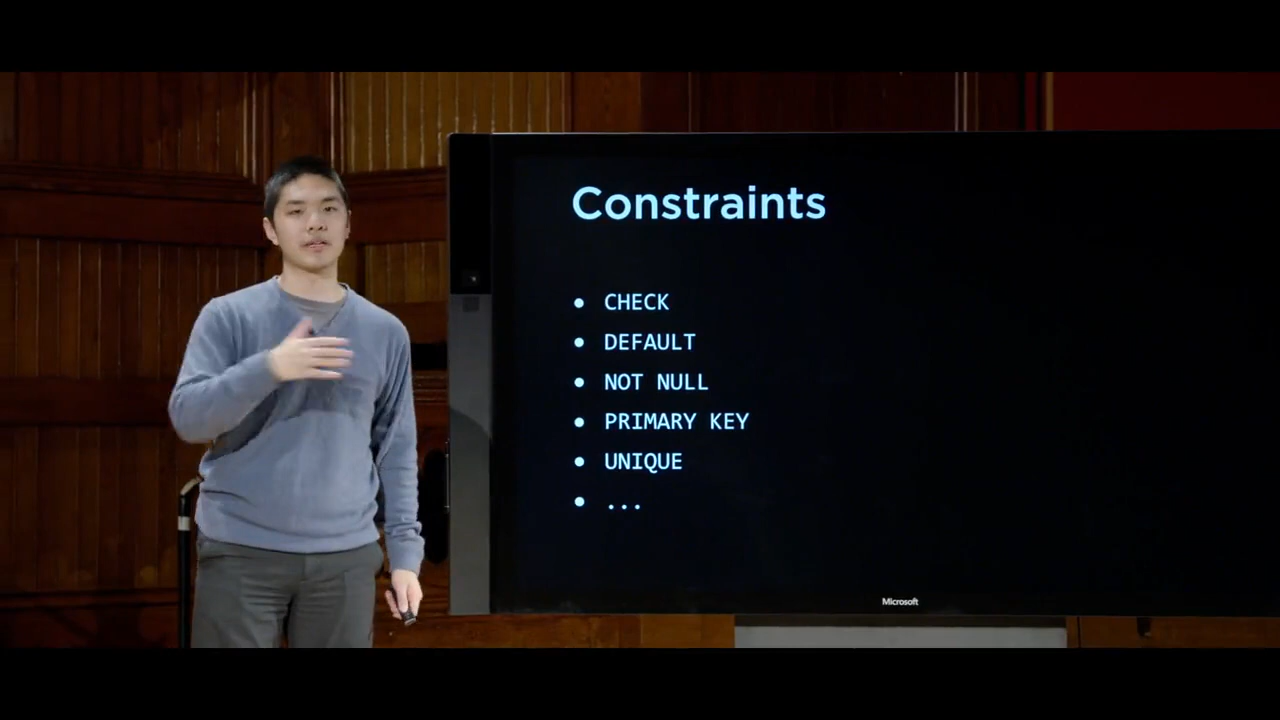 Constraints
• CHECK
• DEFAULT
• NOT NULL
• PRIMARY KEY
• UNIQUE
• ...
Microsoft